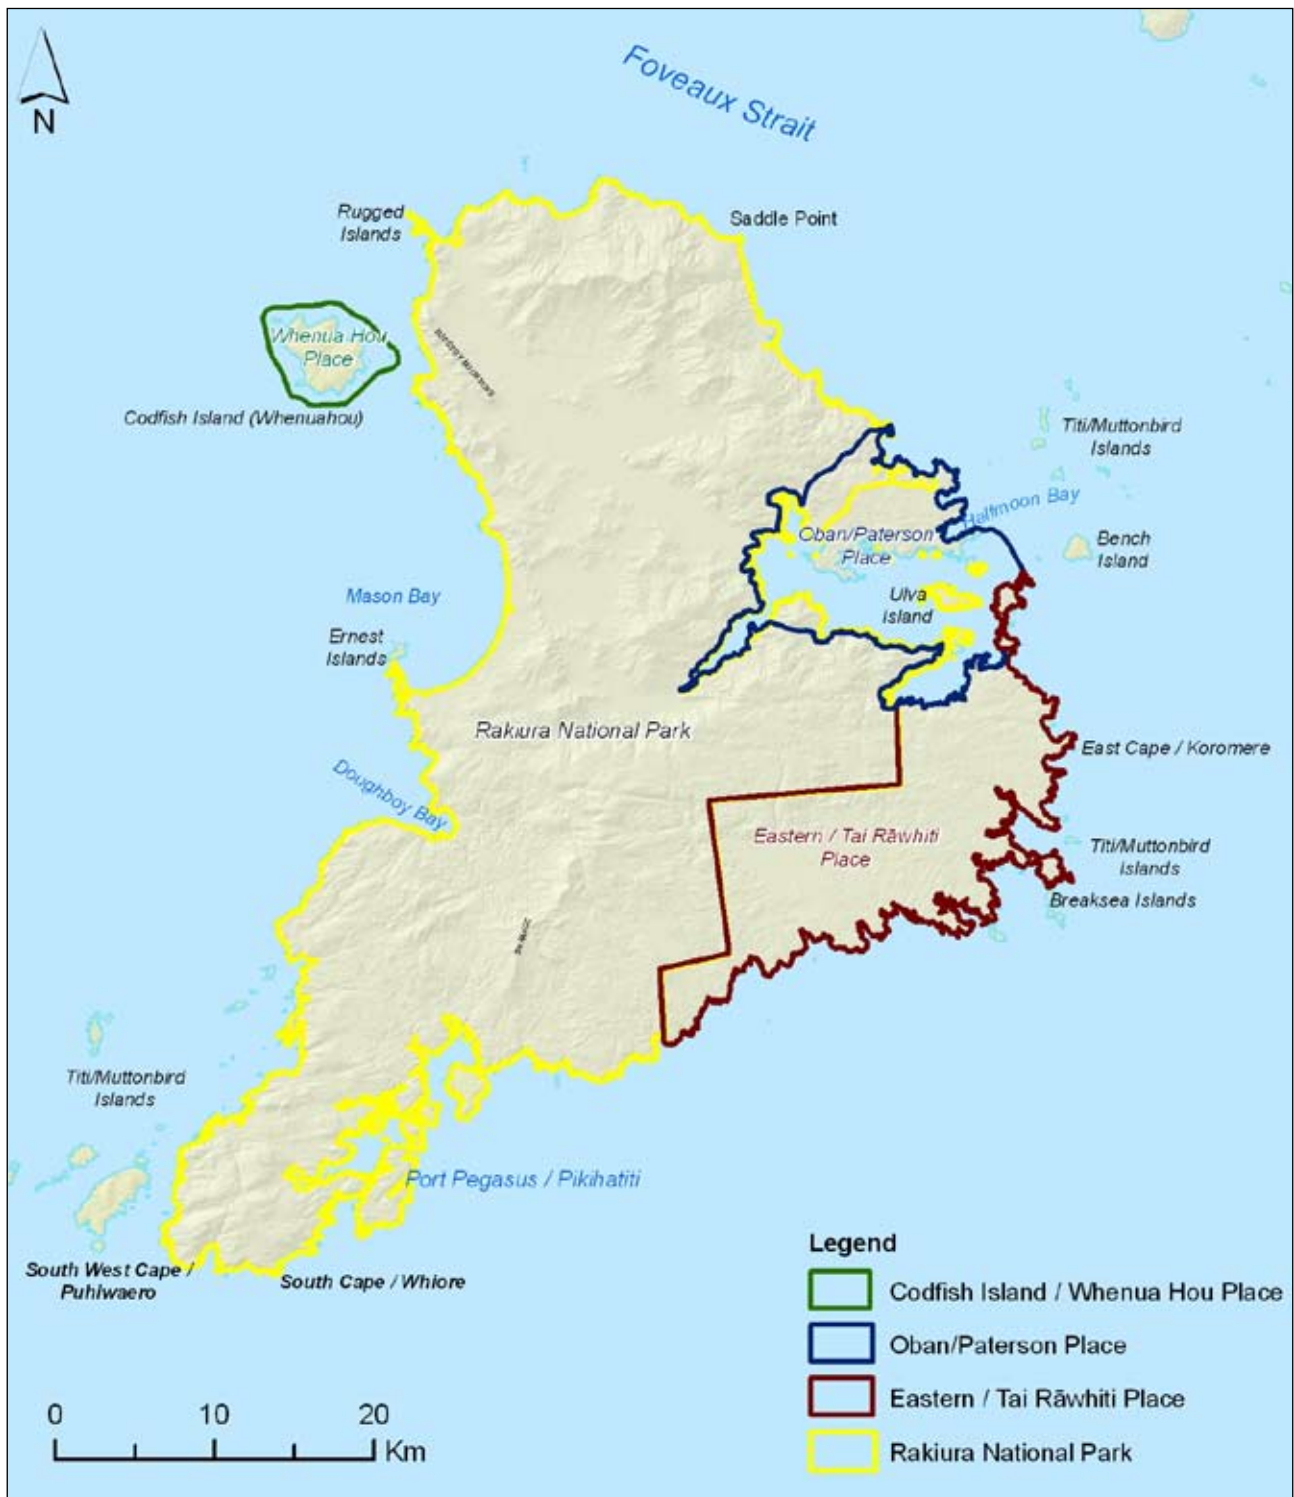 Foveaux Strait
N
Rugged
Islands
Saddle Point
Whenua Hou
Place
Codfish Island (Whenuahou)
Titi/Muttonbird
Islands
Halfmoon Bay
Oban/Paterson
Place
Bench
Island
Mason Bay
Ulva
Island
Ernest
Islands
Rakiura National Park
East Cape / Koromere
Doughboy Bay
Eastern / Tai Rāwhiti
Place
Titi/Muttonbird
Islands
Breaksea Islands
Titi/Muttonbird
Islands
Port Pegasus / Pikihatiti
South West Cape /
Puhiwaero
South Cape / Whiore
Legend
Codfish Island / Whenua Hou Place
Oban/Paterson Place
Eastern / Tai Rāwhiti Place
Rakiura National Park
0 10 20
Km